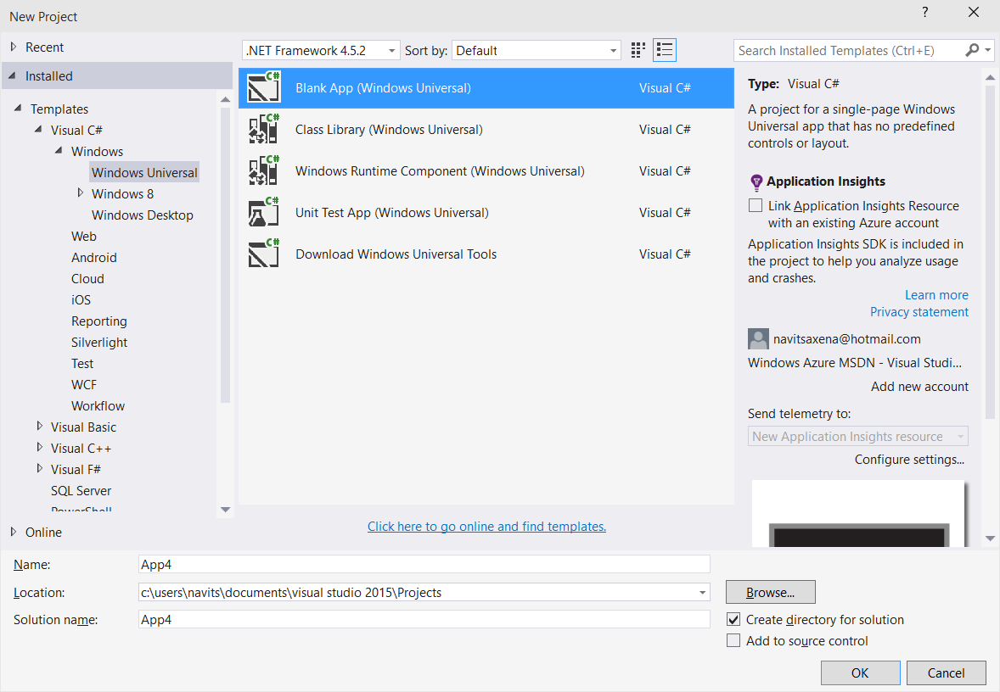 New Project
?
Recent
Installed
.NET Framework 4.5.2
Sort by:
Default
Search Installed Templates (Ctrl+E)
Templates
Visual C#
Windows
Windows Universal
Windows 8
Windows Desktop
Web
Android
Cloud
iOS
Reporting
Silverlight
Test
WCF
Workflow
Visual Basic
Visual C++
Visual F#
SQL Server
PowerShell
Online
C# Blank App (Windows Universal) Visual C#
C# Class Library (Windows Universal) Visual C#
C# Windows Runtime Component (Windows Universal) Visual C#
C# Unit Test App (Windows Universal) Visual C#
C# Download Windows Universal Tools Visual C#
Click here to go online and find templates.
Type: Visual C#
A project for a single-page Windows
Universal app that has no predefined
controls or layout.
Application Insights
Link Application Insights Resource
with an existing Azure account
Application Insights SDK is included in
the project to help you analyze usage
and crashes.
Learn more
Privacy statement
navitsaxena@hotmail.com
Windows Azure MSDN - Visual Studi...
Add new account
Send telemetry to:
New Application Insights resource
Configure settings...
Name: App4
Location: c:\users\navits\documents\visual studio 2015\Projects
Browse...
Solution name: App4
Create directory for solution
Add to source control
OK
Cancel